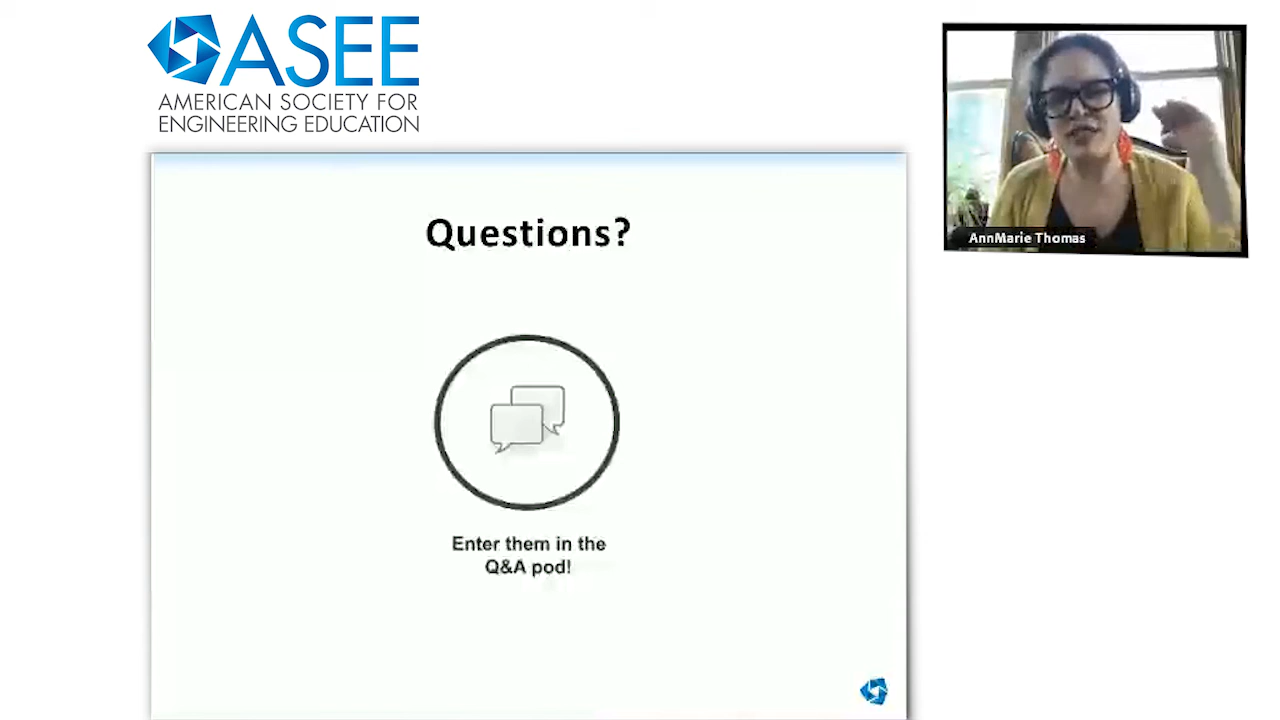 ASEE
AMERICAN SOCIETY FOR
ENGINEERING EDUCATION
AnnMarie Thomas
Questions?
Enter them in the
Q&A pod!